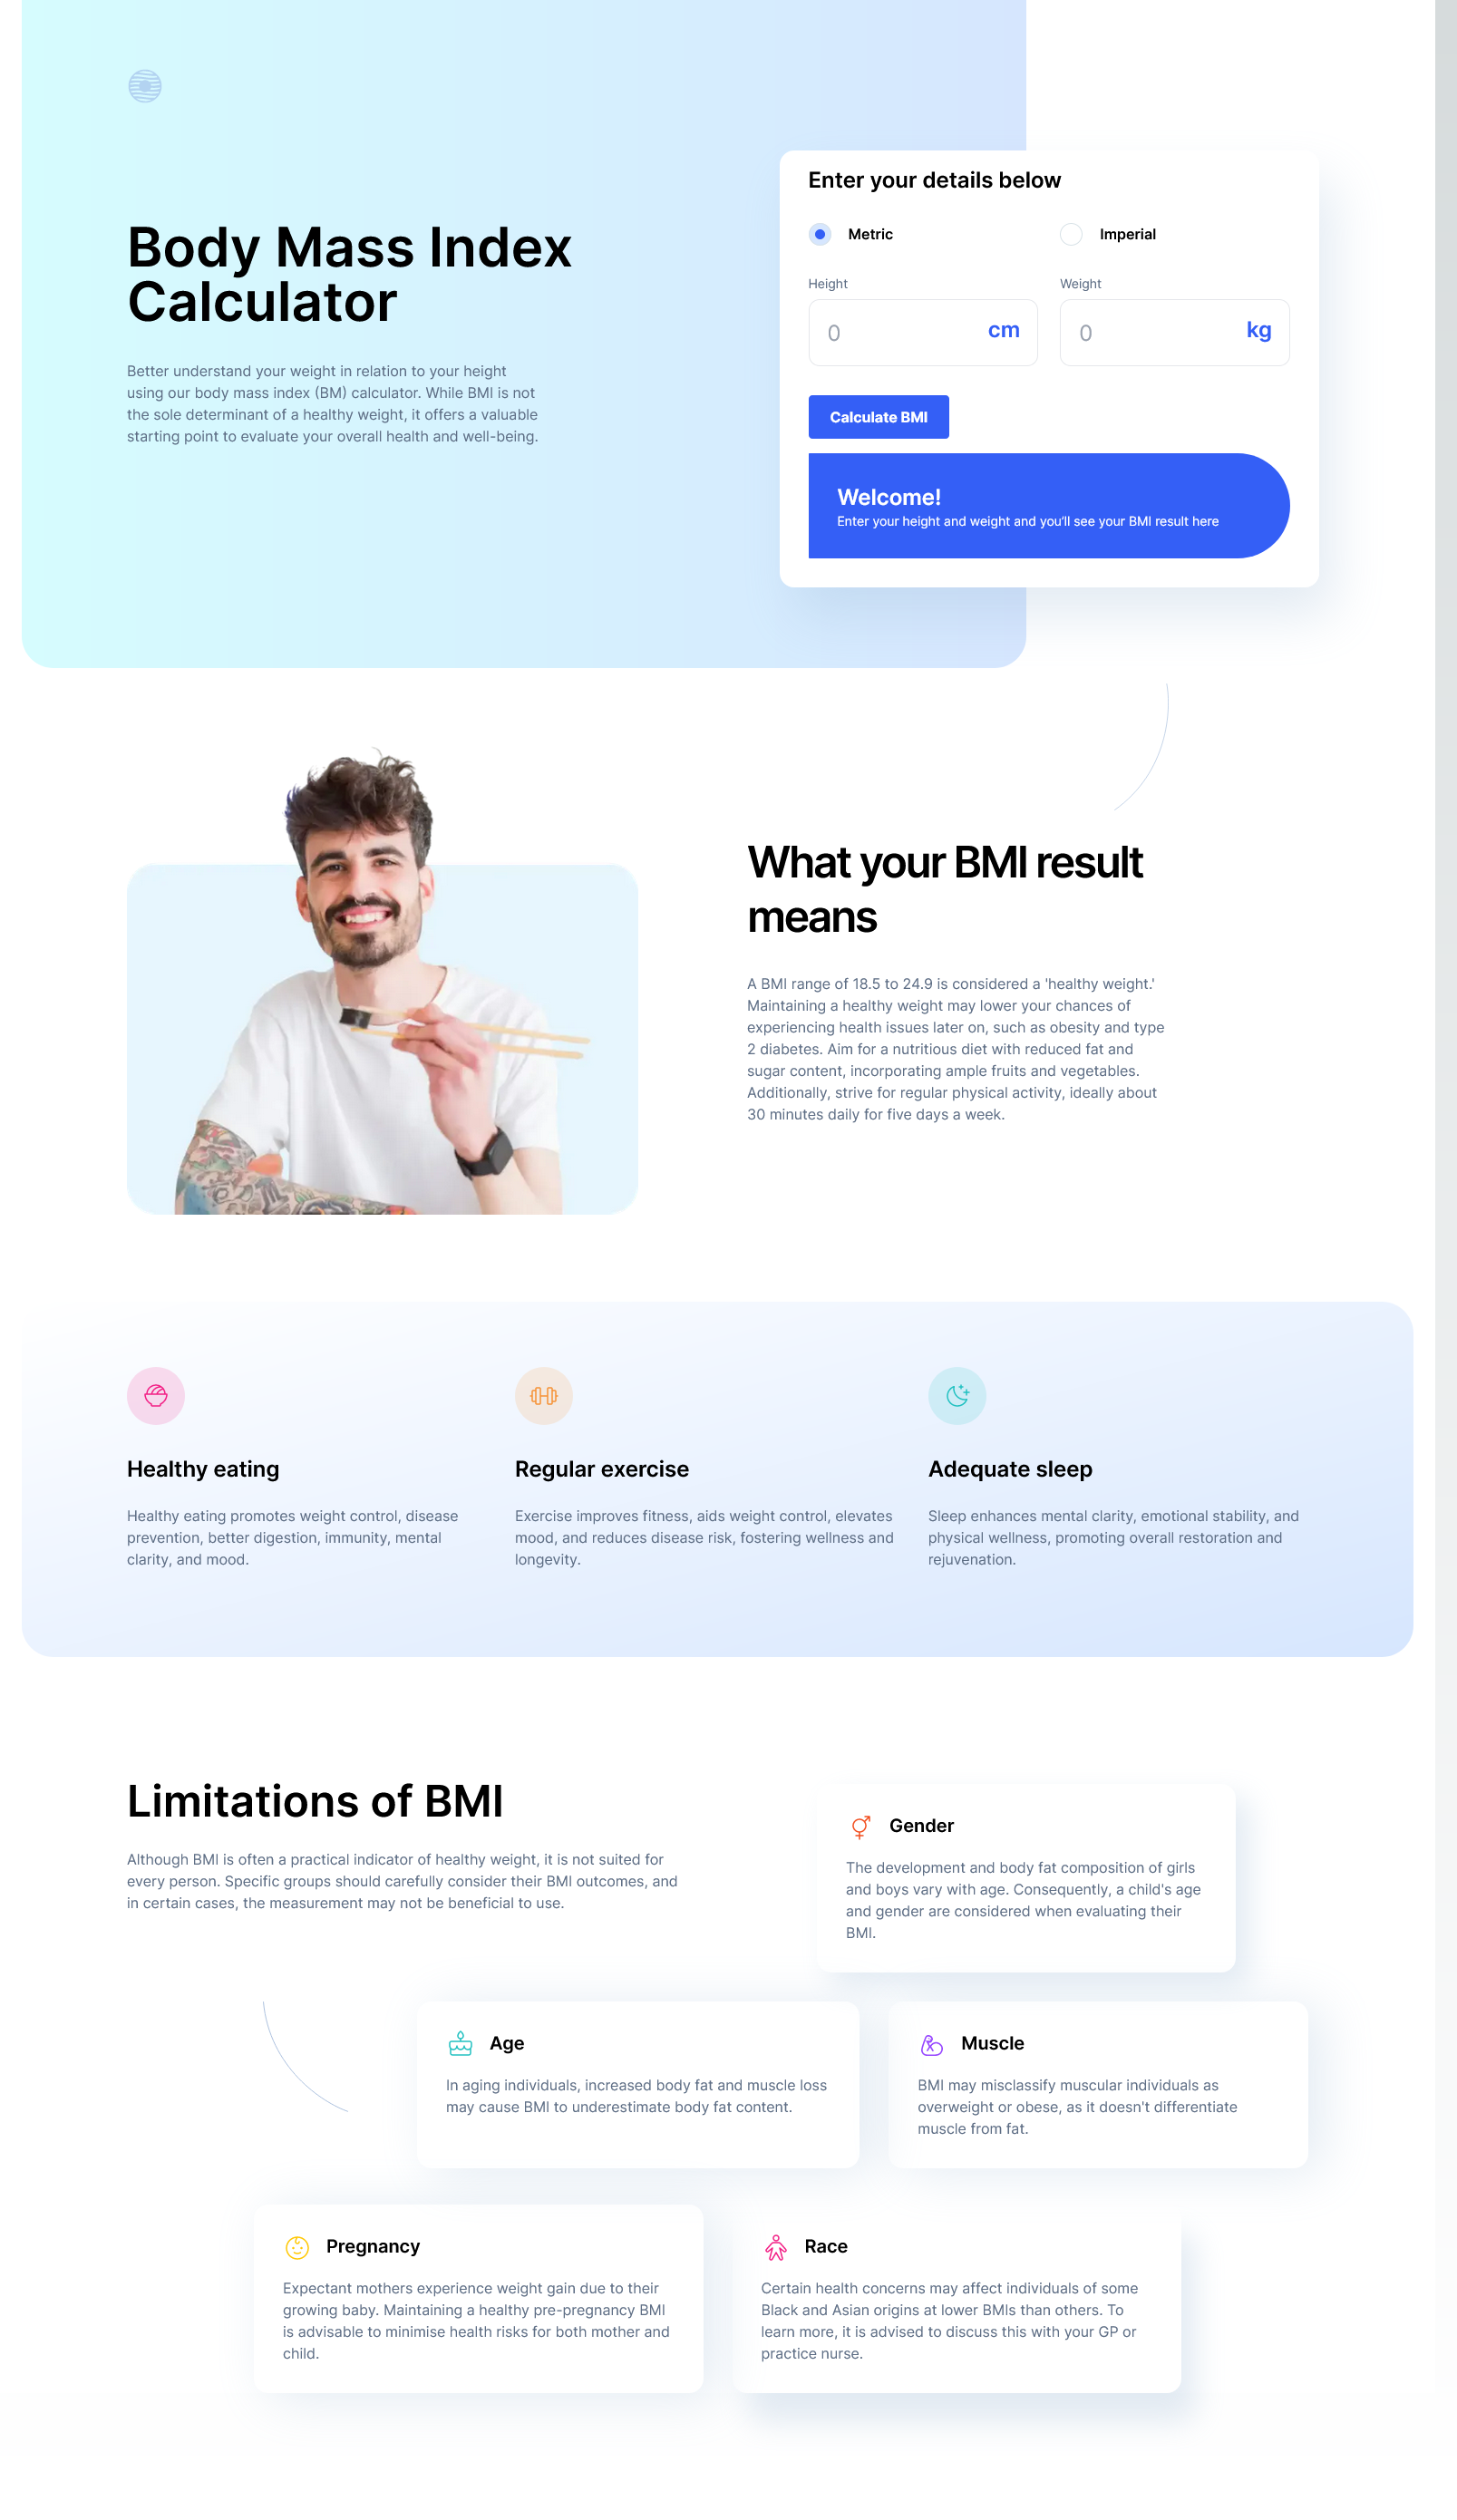 Body Mass Index
Calculator
Better understand your weight in relation to your height
using our body mass index (BM) calculator. While BMI is not
the sole determinant of a healthy weight, it offers a valuable
starting point to evaluate your overall health and well-being.
Enter your details below
Metric
Imperial
Height
Weight
0 cm
0 kg
Calculate BMI
Welcome!
Enter your height and weight and you'll see your BMI result here
What your BMI result
means
A BMI range of 18.5 to 24.9 is considered a 'healthy weight.'
Maintaining a healthy weight may lower your chances of
experiencing health issues later on, such as obesity and type
2 diabetes. Aim for a nutritious diet with reduced fat and
sugar content, incorporating ample fruits and vegetables.
Additionally, strive for regular physical activity, ideally about
30 minutes daily for five days a week.
Healthy eating
Healthy eating promotes weight control, disease
prevention, better digestion, immunity, mental
clarity, and mood.
Regular exercise
Exercise improves fitness, aids weight control, elevates
mood, and reduces disease risk, fostering wellness and
longevity.
Adequate sleep
Sleep enhances mental clarity, emotional stability, and
physical wellness, promoting overall restoration and
rejuvenation.
Limitations of BMI
Although BMI is often a practical indicator of healthy weight, it is not suited for
every person. Specific groups should carefully consider their BMI outcomes, and
in certain cases, the measurement may not be beneficial to use.
Gender
The development and body fat composition of girls
and boys vary with age. Consequently, a child's age
and gender are considered when evaluating their
BMI.
Age
In aging individuals, increased body fat and muscle loss
may cause BMI to underestimate body fat content.
Muscle
BMI may misclassify muscular individuals as
overweight or obese, as it doesn't differentiate
muscle from fat.
Pregnancy
Expectant mothers experience weight gain due to their
growing baby. Maintaining a healthy pre-pregnancy BMI
is advisable to minimise health risks for both mother and
child.
Race
Certain health concerns may affect individuals of some
Black and Asian origins at lower BMIs than others. To
learn more, it is advised to discuss this with your GP or
practice nurse.